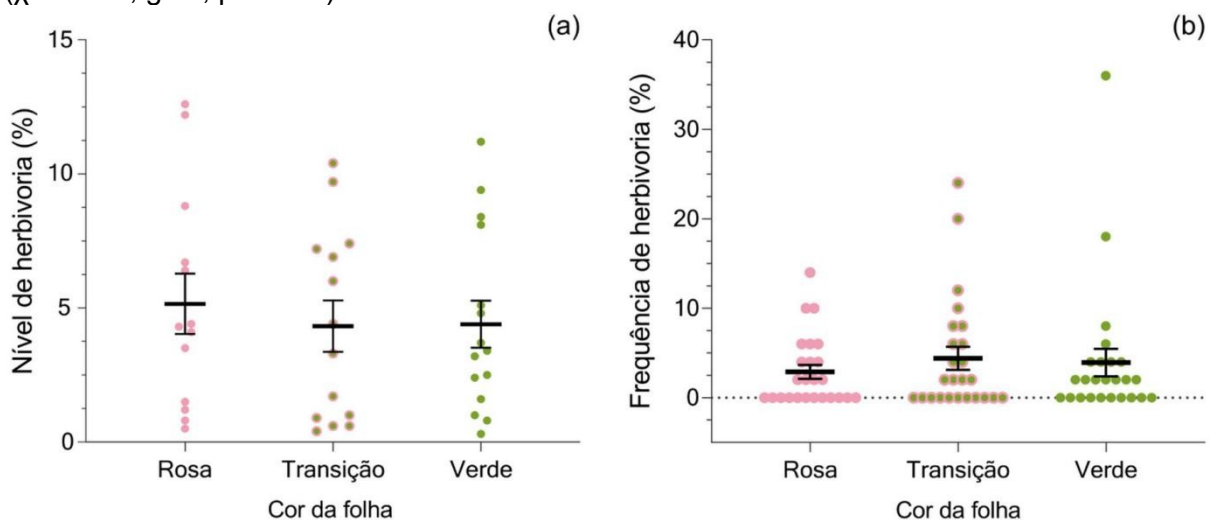 (a)
15
10
5
0
Nível de herbivoria (%)
Rosa
Transição
Verde
Cor da folha
(b)
40
30
20
10
0
Frequência de herbivoria (%)
Rosa
Transição
Verde
Cor da folha